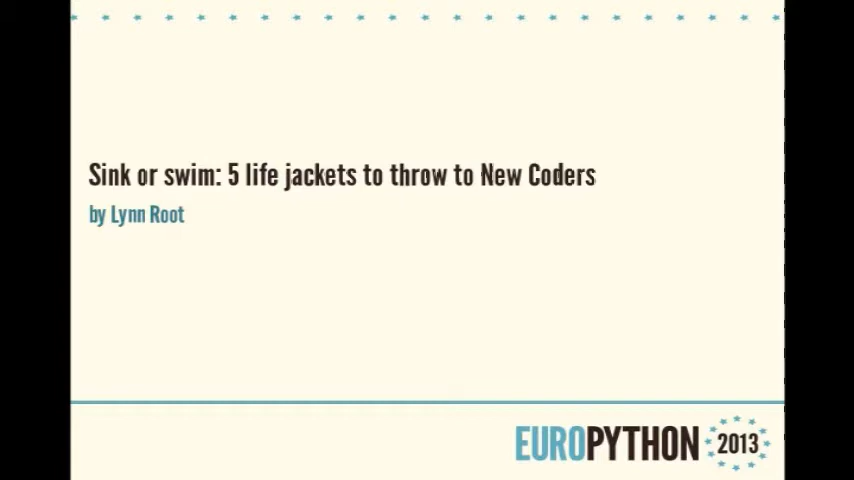 Sink or swim: 5 life jackets to throw to New Coders
by Lynn Root
EUROPYTHON 2013